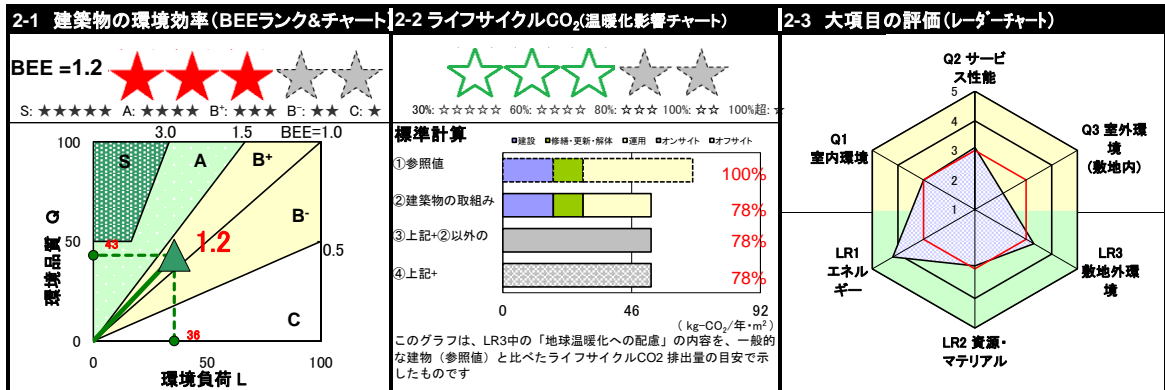 2-1 建築物の環境効率(BEEランク&チャート)
BEE =1.2
S: ★★★★★ A: ★★★★ B+: ★★★ B-: ★★ C: ★
3.0 1.5 BEE=1.0
100
S A B+
B-
環境品質 Q
50
43
1.2
0.5
C
0
36
0 50 100
環境負荷 L
2-2 ライフサイクルCO2(温暖化影響チャート)
30%: ☆☆☆☆☆ 60%: ☆☆☆☆ 80%: ☆☆☆ 100%: ☆☆ 100%超: ☆
標準計算
建設 修繕・更新・解体 運用 オンサイト オフサイト
①参照値 100%
②建築物の取組み 78%
③上記+②以外の 78%
④上記+ 78%
0 46 92
( kg-CO2/年・m2 )
このグラフは、LR3中の「地球温暖化への配慮」の内容を、一般的
な建物(参照値)と比べたライフサイクルCO2 排出量の目安で示
したものです
2-3 大項目の評価(レーダーチャート)
Q2 サービ
ス性能
5
4
3
2
1
Q1
室内環境
Q3 室外環
境
(敷地内)
LR1
エネル
ギー
LR3
敷地外環
境
LR2 資源・
マテリアル